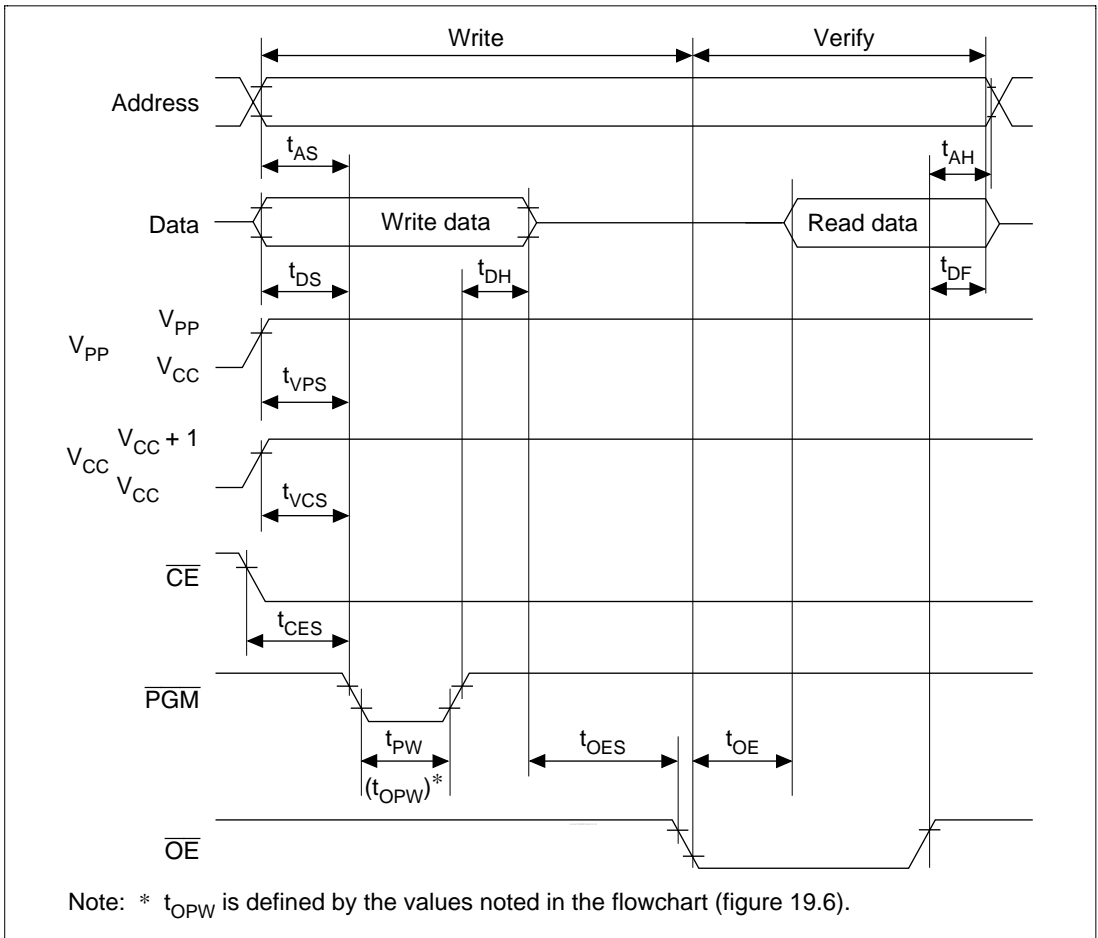 Write Verify
Address
tAS tAH
Data Write data Read data
tDS tDH tDF
VPP VPP
VCC
tVPS
VCC VCC + 1
VCC
tVCS
CE
tCES
PGM
tPW tOES tOE
(tOPW)*
OE
Note: * tOPW is defined by the values noted in the flowchart (figure 19.6).